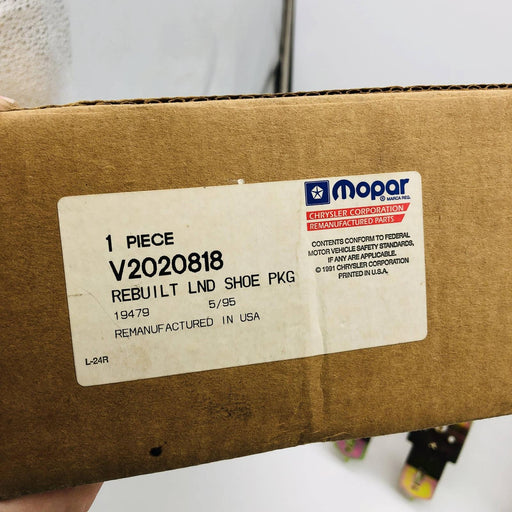 1 PIECE
V2020818
REBUILT LND SHOE PKG
19479 5/95
REMANUFACTURED IN USA
L-24R
Mopar
® MARCA REG.
CHRYSLER CORPORATION
REMANUFACTURED PARTS
CONTENTS CONFORM TO FEDERAL
MOTOR VEHICLE SAFETY STANDARDS,
IF ANY ARE APPLICABLE.
© 1991 CHRYSLER CORPORATION
PRINTED IN U.S.A.